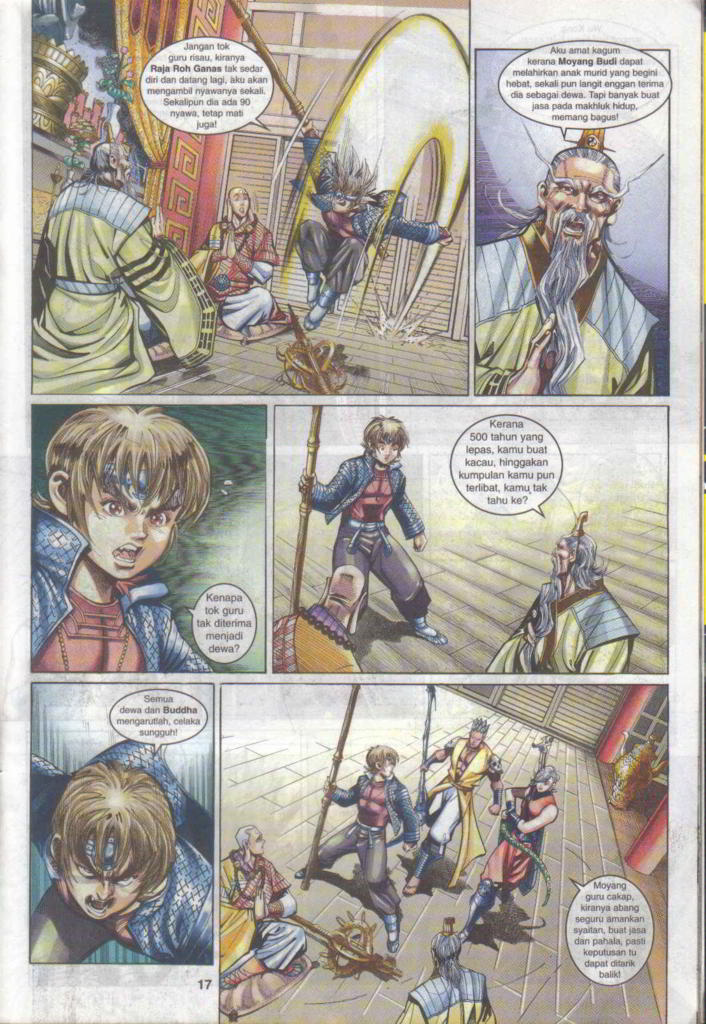 Jangan tok
guru risau, kiranya
Raja Roh Ganas tak sedar
diri dan datang lagi, aku akan
mengambil nyawanya sekali.
Sekalipun dia ada 90
nyawa, tetap mati
juga!
Aku amat kagum
kerana Moyang Budi dapat
melahirkan anak murid yang begini
hebat, sekali pun langit enggan terima
dia sebagai dewa. Tapi banyak buat
jasa pada makhluk hidup,
memang bagus!
Kenapa
tok guru
tak diterima
menjadi
dewa?
Kerana
500 tahun yang
lepas, kamu buat
kacau, hinggakan
kumpulan kamu pun
terlibat, kamu tak
tahu ke?
Semua
dewa dan Buddha
mengarutlah, celaka
sungguh!
Moyang
guru cakap,
kiranya abang
seguru amankan
syaitan, buat jasa
dan pahala, pasti
keputusan tu
dapat ditarik
balik!
17